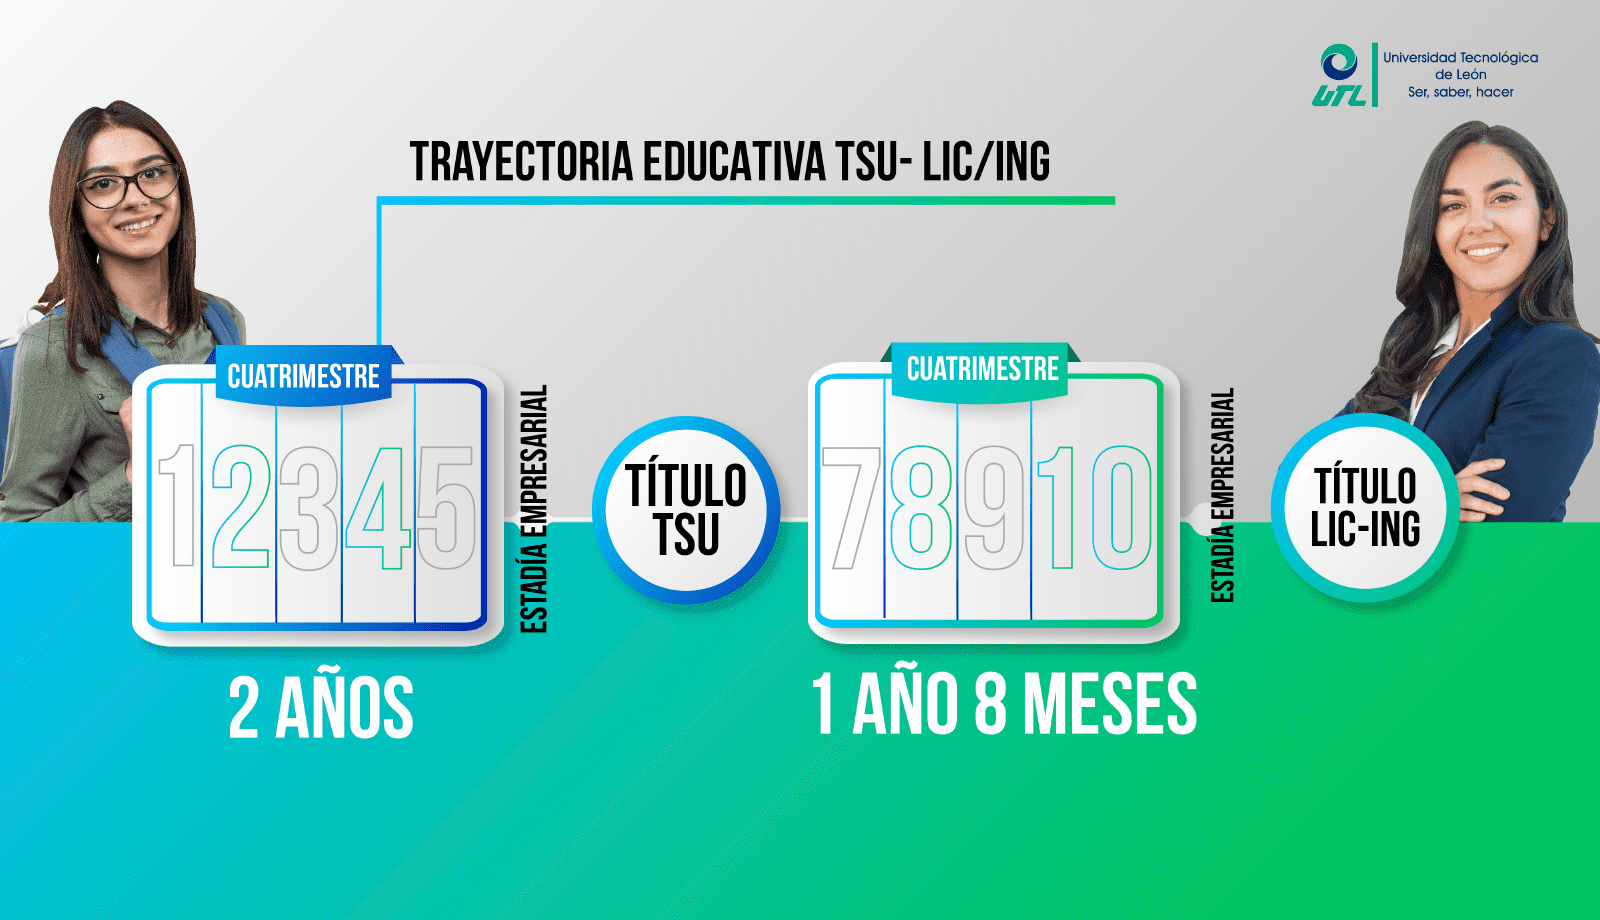 UTL
Universidad Tecnológica
de León
Ser, saber, hacer
TRAYECTORIA EDUCATIVA TSU- LIC/ING
CUATRIMESTRE
1 2 3 4 5
ESTADÍA EMPRESARIAL
TÍTULO
TSU
CUATRIMESTRE
7 8 9 10
ESTADÍA EMPRESARIAL
TÍTULO
LIC-ING
2 AÑOS
1 AÑO 8 MESES